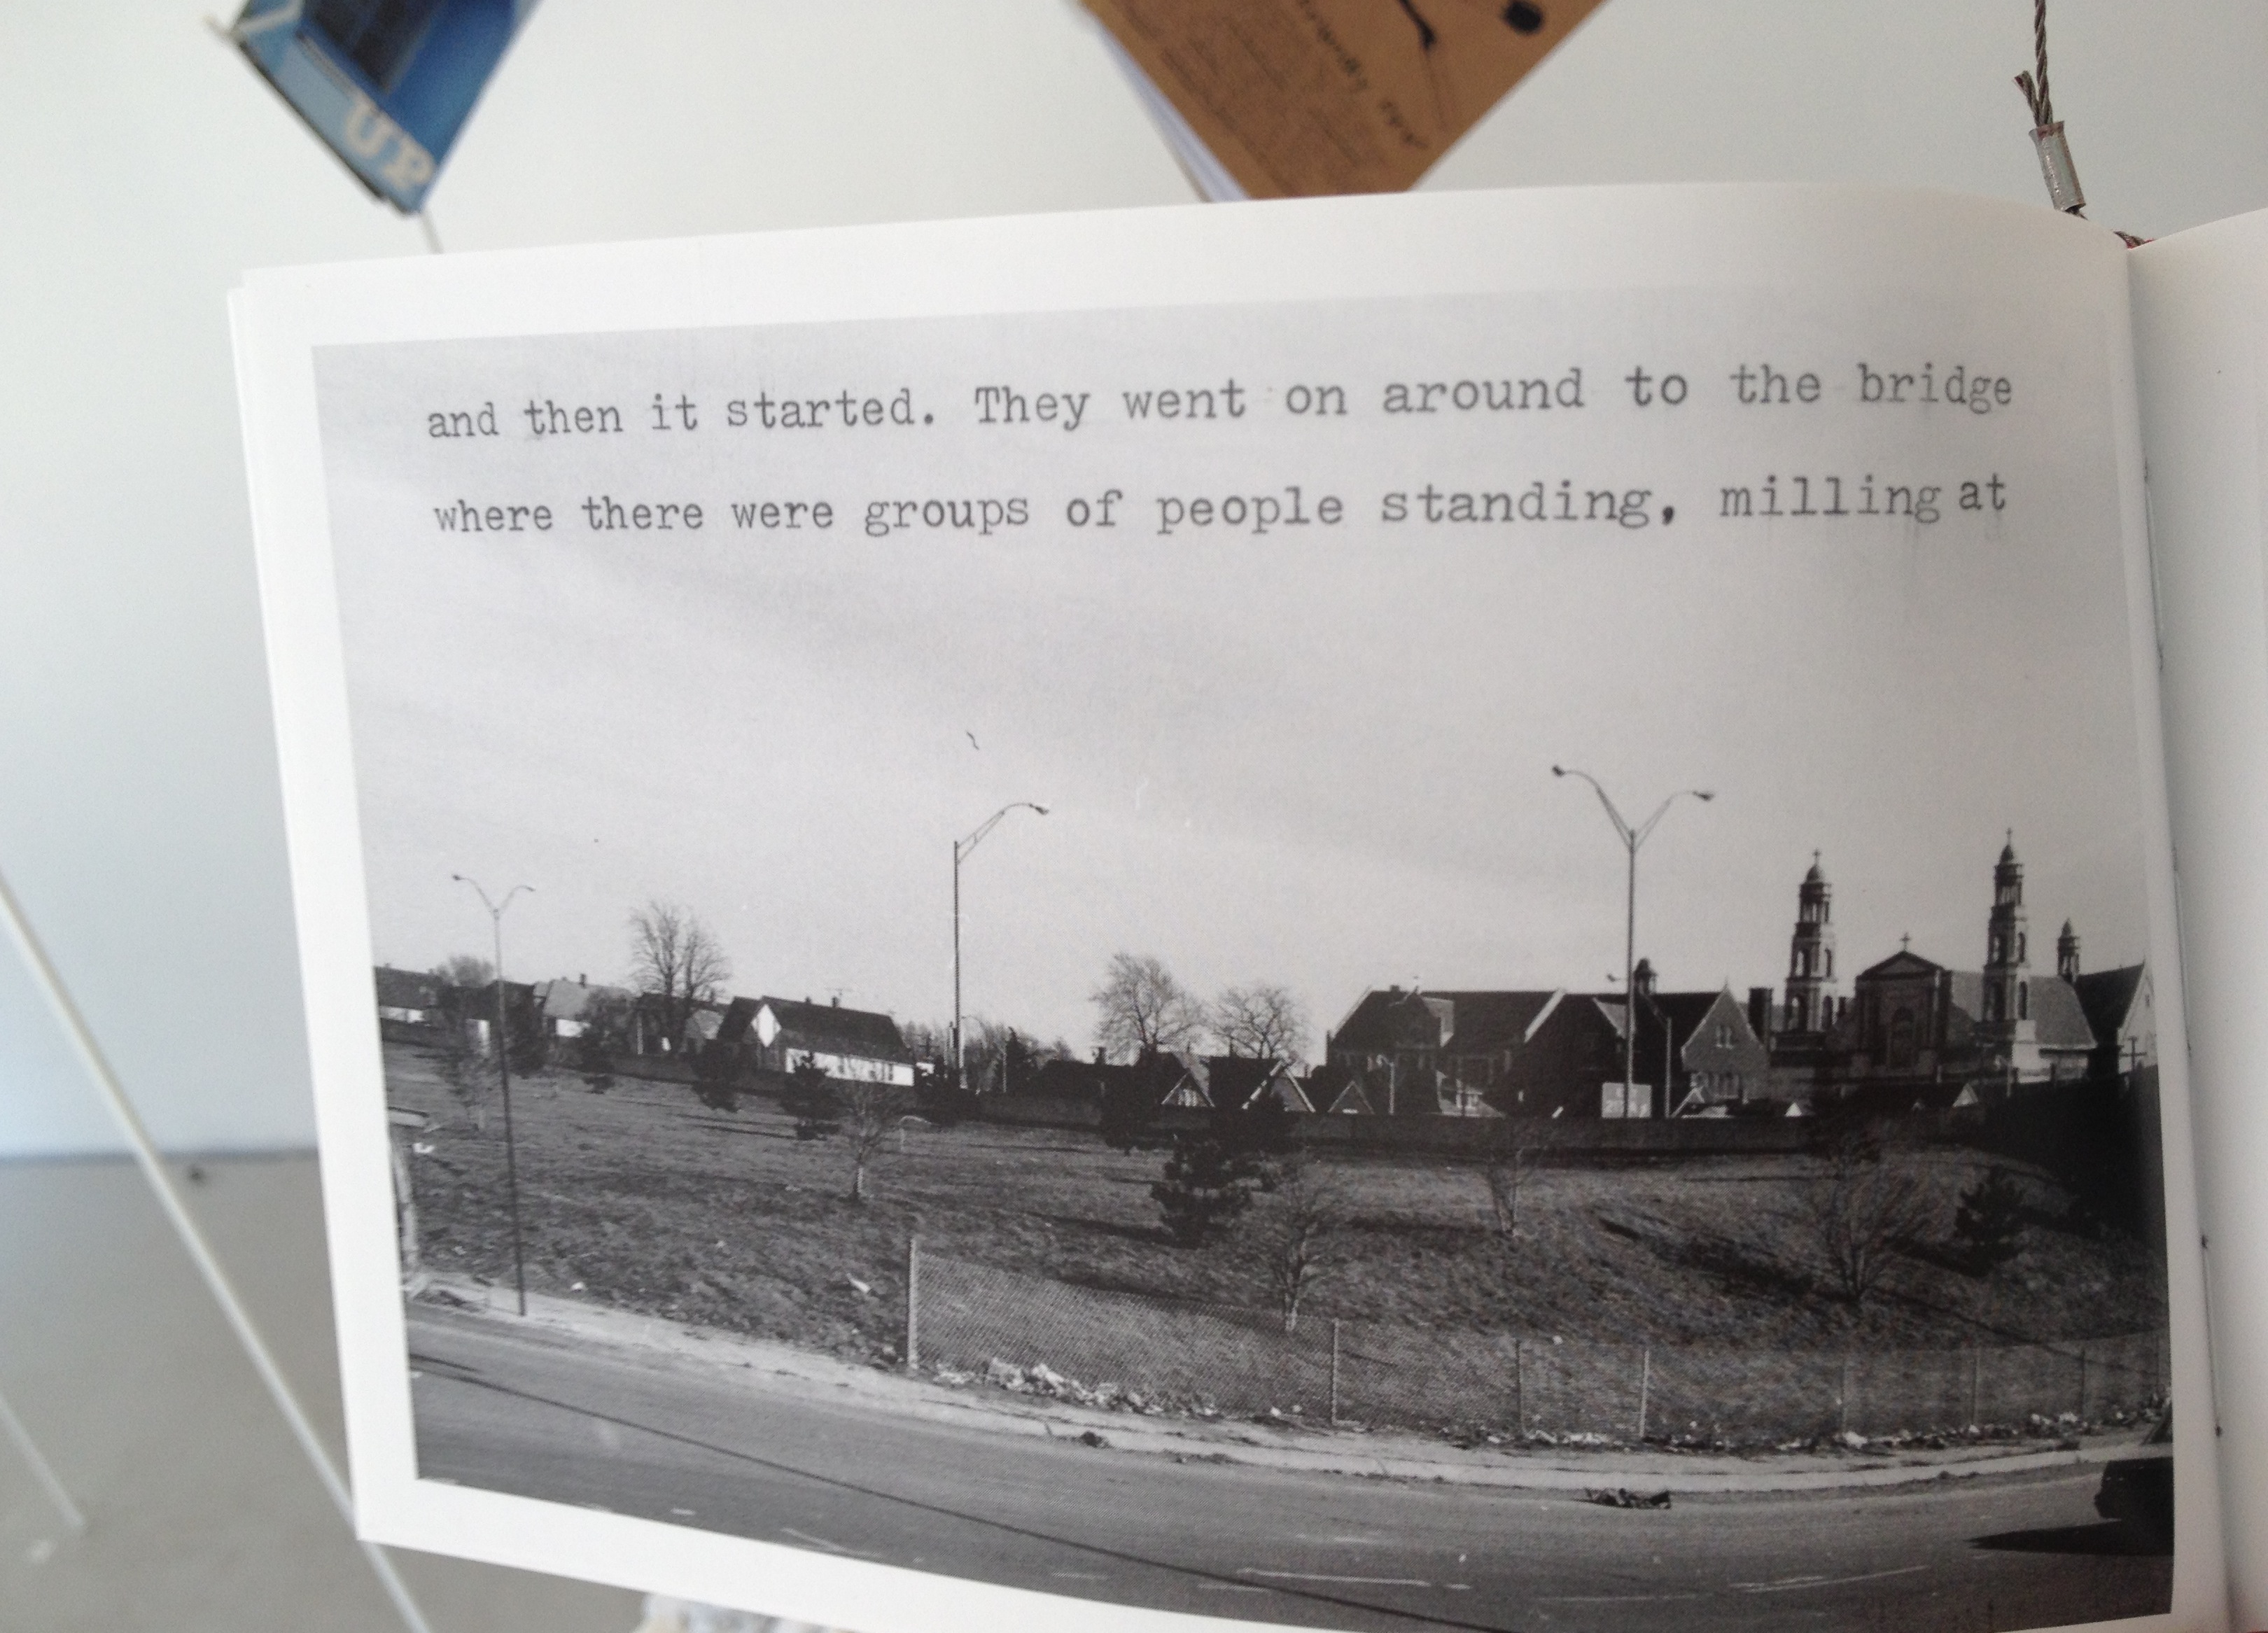 UP
and then it started. They went on around to the bridge
where there were groups of people standing, milling at